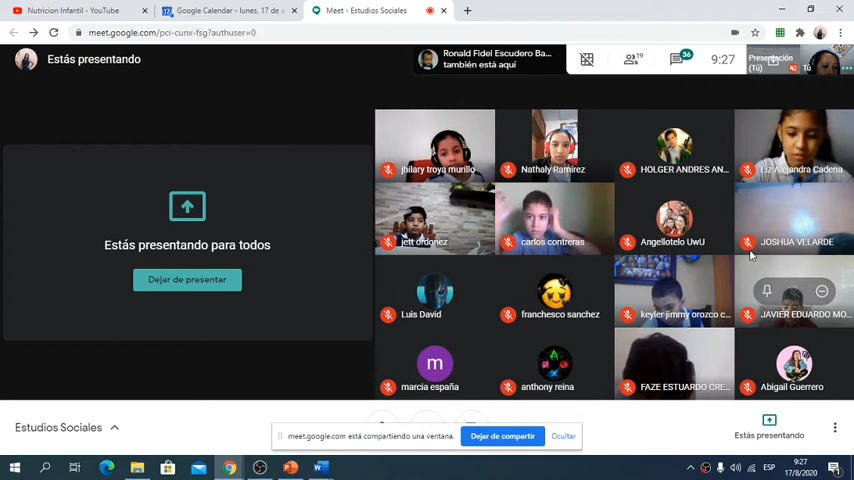 Nutricion Infantil - YouTube
Google Calendar - lunes, 17 de s
Meet - Estudios Sociales
meet.google.com/pci-cunx-fsg?authuser=0
Estás presentando
Ronald Fidel Escudero Ba...
también está aquí
19
36
9:27
Presentación
(Tú)
Tú
jhilary troya murillo
Nathaly Ramírez
HOLGER ANDRES AN...
Liz Alejandra Cadena
Estás presentando para todos
Dejar de presentar
jett ordonez
carlos contreras
Angellotelo UwU
JOSHUA VELARDE
Luis David
franchesco sanchez
keyler jimmy orozco c...
JAVIER EDUARDO MO...
m
marcia españa
anthony reina
FAZE ESTUARDO CRE...
Abigail Guerrero
Estudios Sociales
meet.google.com está compartiendo una ventana.
Dejar de compartir
Ocultar
Estás presentando
ESP
9:27
17/8/2020